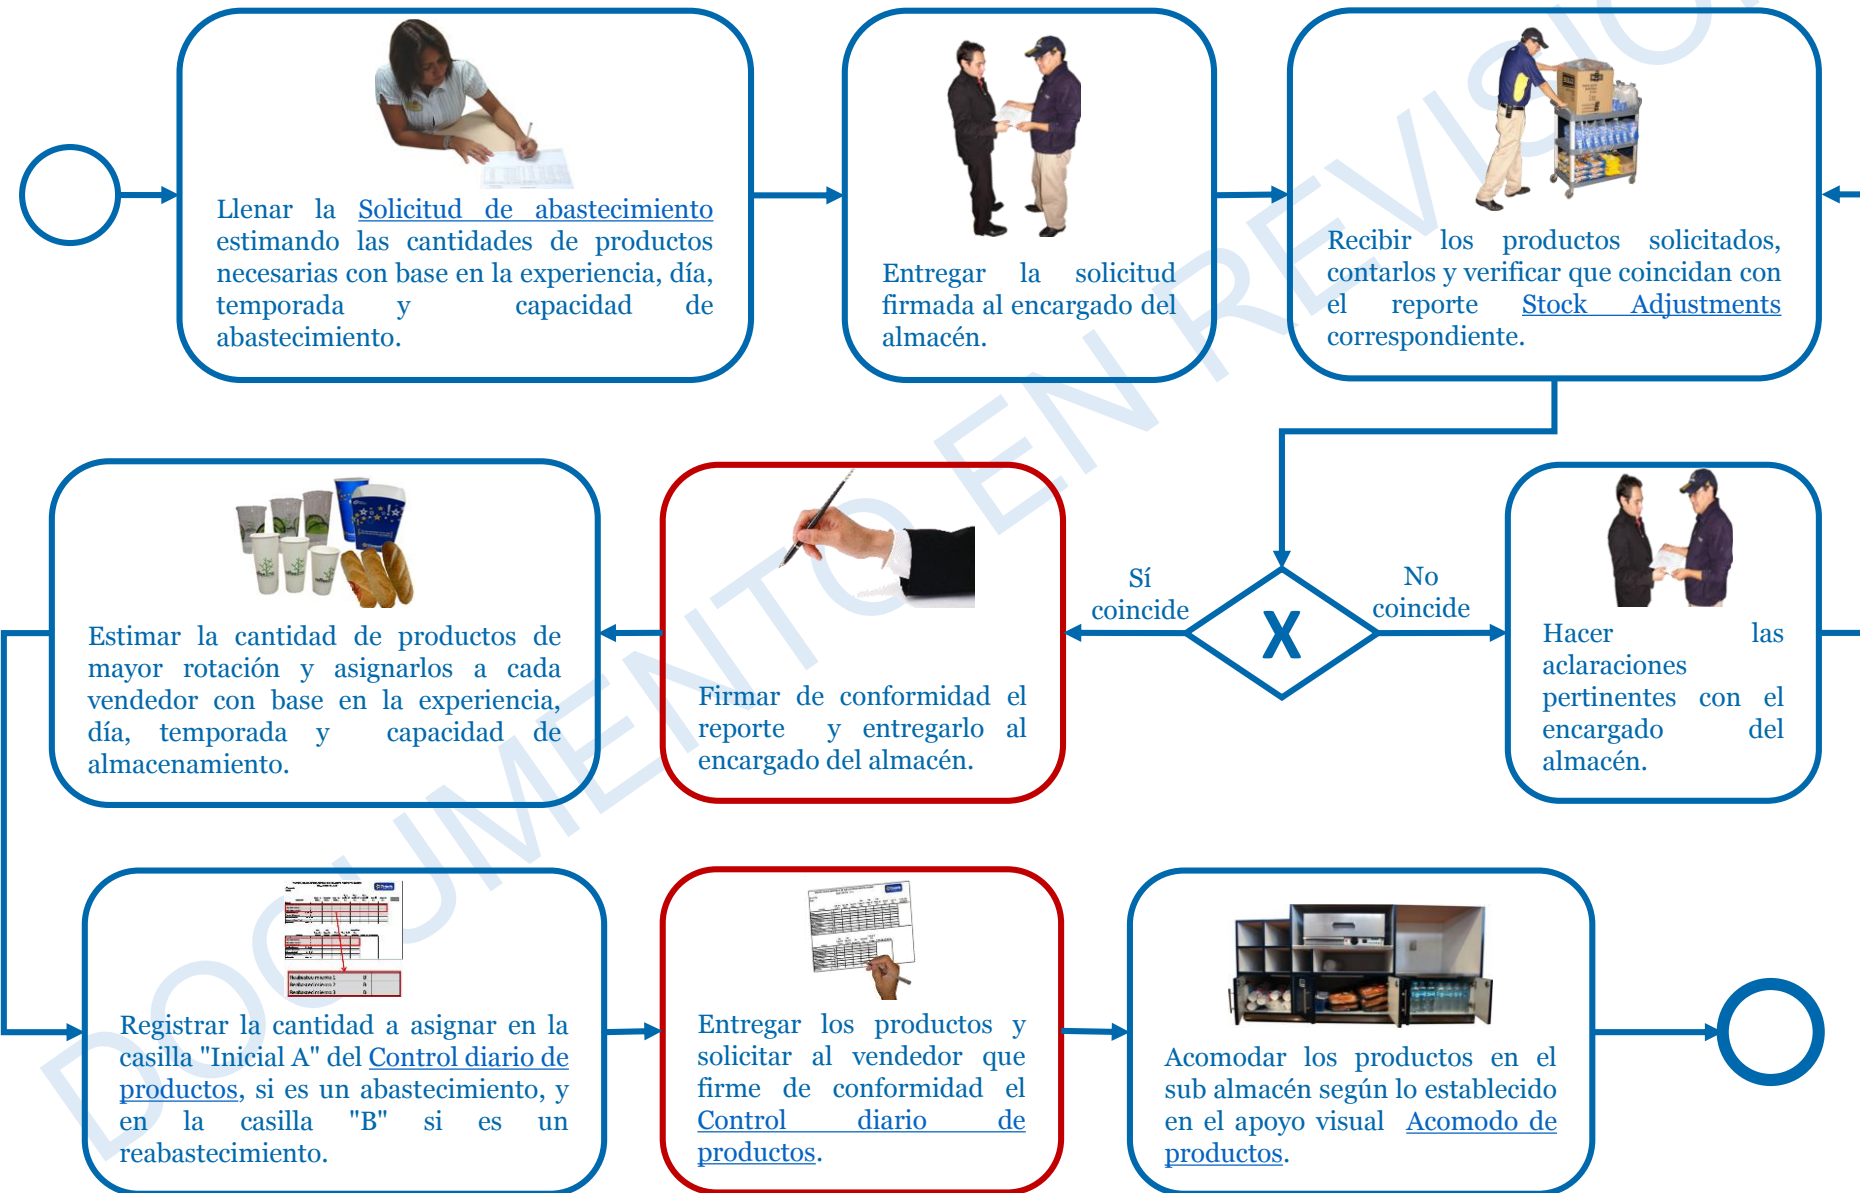 Llenar la Solicitud de abastecimiento
estimando las cantidades de productos
necesarias con base en la experiencia, día,
temporada y capacidad de
abastecimiento.
Entregar la solicitud
firmada al encargado del
almacén.
Recibir los productos solicitados,
contarlos y verificar que coincidan con
el reporte Stock Adjustments
correspondiente.
Estimar la cantidad de productos de
mayor rotación y asignarlos a cada
vendedor con base en la experiencia,
día, temporada y capacidad de
almacenamiento.
Firmar de conformidad el
reporte y entregarlo al
encargado del almacén.
Sí
coincide
X
No
coincide
Hacer las
aclaraciones
pertinentes con el
encargado del
almacén.
Reabastecimiento 1 B
Reabastecimiento 2 B
Reabastecimiento 3 B
Registrar la cantidad a asignar en la
casilla "Inicial A" del Control diario de
productos, si es un abastecimiento, y
en la casilla "B" si es un
reabastecimiento.
Entregar los productos y
solicitar al vendedor que
firme de conformidad el
Control diario de
productos.
Acomodar los productos en el
sub almacén según lo establecido
en el apoyo visual Acomodo de
productos.
DOCUMENTO EN REVISIÓN